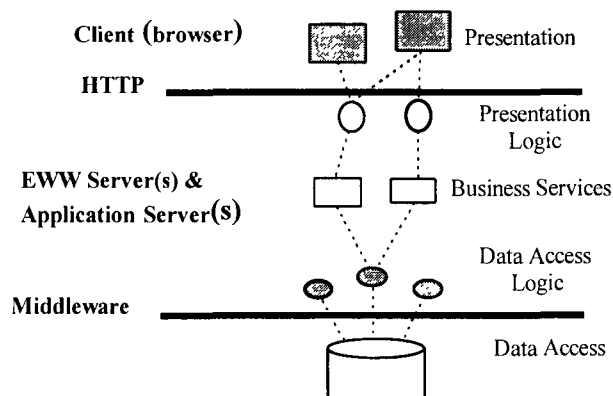 Client (browser)
Presentation
HTTP
Presentation
Logic
EWW Server(s) &
Application Server(s)
Business Services
Data Access
Logic
Middleware
Data Access